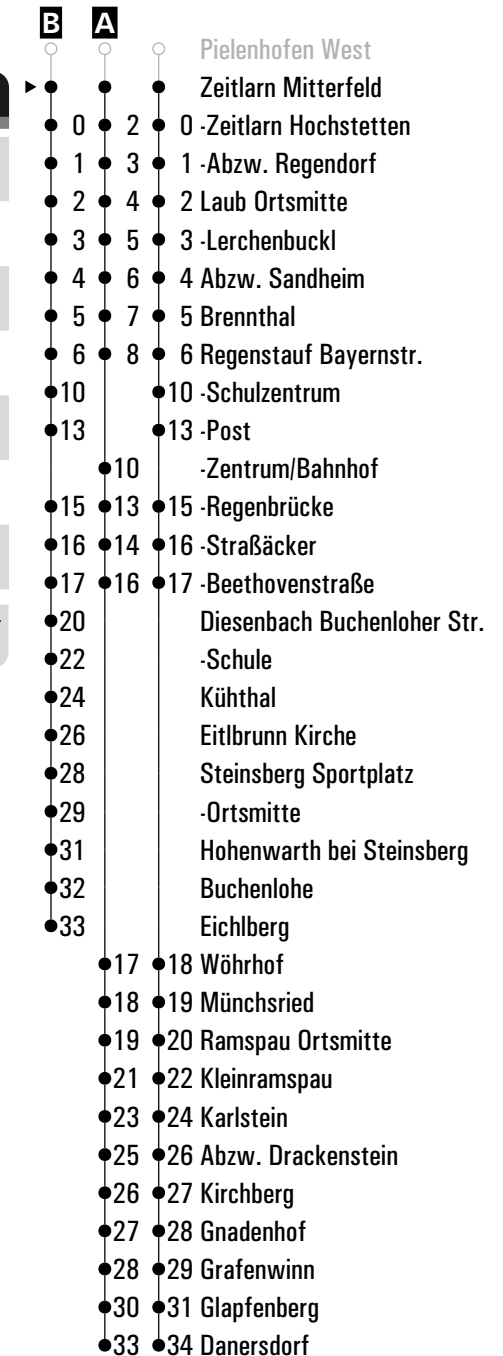 B A
Pielenhofen West
Zeitlarn Mitterfeld
0 2 0 -Zeitlarn Hochstetten
1 3 1 -Abzw. Regendorf
2 4 2 Laub Ortsmitte
3 5 3 -Lerchenbuckl
4 6 4 Abzw. Sandheim
5 7 5 Brennthal
6 8 6 Regenstauf Bayernstr.
10 10 -Schulzentrum
13 13 -Post
10 -Zentrum/Bahnhof
15 13 15 -Regenbrücke
16 14 16 -Straßäcker
17 16 17 -Beethovenstraße
20 Diesenbach Buchenloher Str.
22 -Schule
24 Kühthal
26 Eitlbrunn Kirche
28 Steinsberg Sportplatz
29 -Ortsmitte
31 Hohenwarth bei Steinsberg
32 Buchenlohe
33 Eichlberg
17 18 Wöhrhof
18 19 Münchsried
19 20 Ramspau Ortsmitte
21 22 Kleinramspau
23 24 Karlstein
25 26 Abzw. Drackenstein
26 27 Kirchberg
27 28 Gnadenhof
28 29 Grafenwinn
30 31 Glapfenberg
33 34 Danersdorf